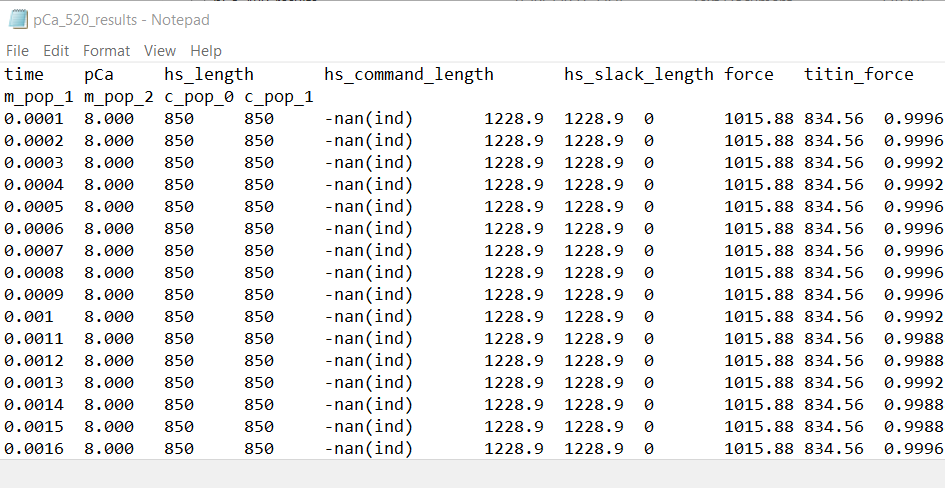 pCa_520_results - Notepad
File Edit Format View Help
time pCa hs_length hs_command_length hs_slack_length force titin_force
m_pop_1 m_pop_2 c_pop_0 c_pop_1
0.0001 8.000 850 850 -nan(ind) 1228.9 1228.9 0 1015.88 834.56 0.9996
0.0002 8.000 850 850 -nan(ind) 1228.9 1228.9 0 1015.88 834.56 0.9996
0.0003 8.000 850 850 -nan(ind) 1228.9 1228.9 0 1015.88 834.56 0.9992
0.0004 8.000 850 850 -nan(ind) 1228.9 1228.9 0 1015.88 834.56 0.9992
0.0005 8.000 850 850 -nan(ind) 1228.9 1228.9 0 1015.88 834.56 0.9996
0.0006 8.000 850 850 -nan(ind) 1228.9 1228.9 0 1015.88 834.56 0.9996
0.0007 8.000 850 850 -nan(ind) 1228.9 1228.9 0 1015.88 834.56 0.9996
0.0008 8.000 850 850 -nan(ind) 1228.9 1228.9 0 1015.88 834.56 0.9996
0.0009 8.000 850 850 -nan(ind) 1228.9 1228.9 0 1015.88 834.56 0.9996
0.001 8.000 850 850 -nan(ind) 1228.9 1228.9 0 1015.88 834.56 0.9992
0.0011 8.000 850 850 -nan(ind) 1228.9 1228.9 0 1015.88 834.56 0.9988
0.0012 8.000 850 850 -nan(ind) 1228.9 1228.9 0 1015.88 834.56 0.9988
0.0013 8.000 850 850 -nan(ind) 1228.9 1228.9 0 1015.88 834.56 0.9992
0.0014 8.000 850 850 -nan(ind) 1228.9 1228.9 0 1015.88 834.56 0.9988
0.0015 8.000 850 850 -nan(ind) 1228.9 1228.9 0 1015.88 834.56 0.9988
0.0016 8.000 850 850 -nan(ind) 1228.9 1228.9 0 1015.88 834.56 0.9996